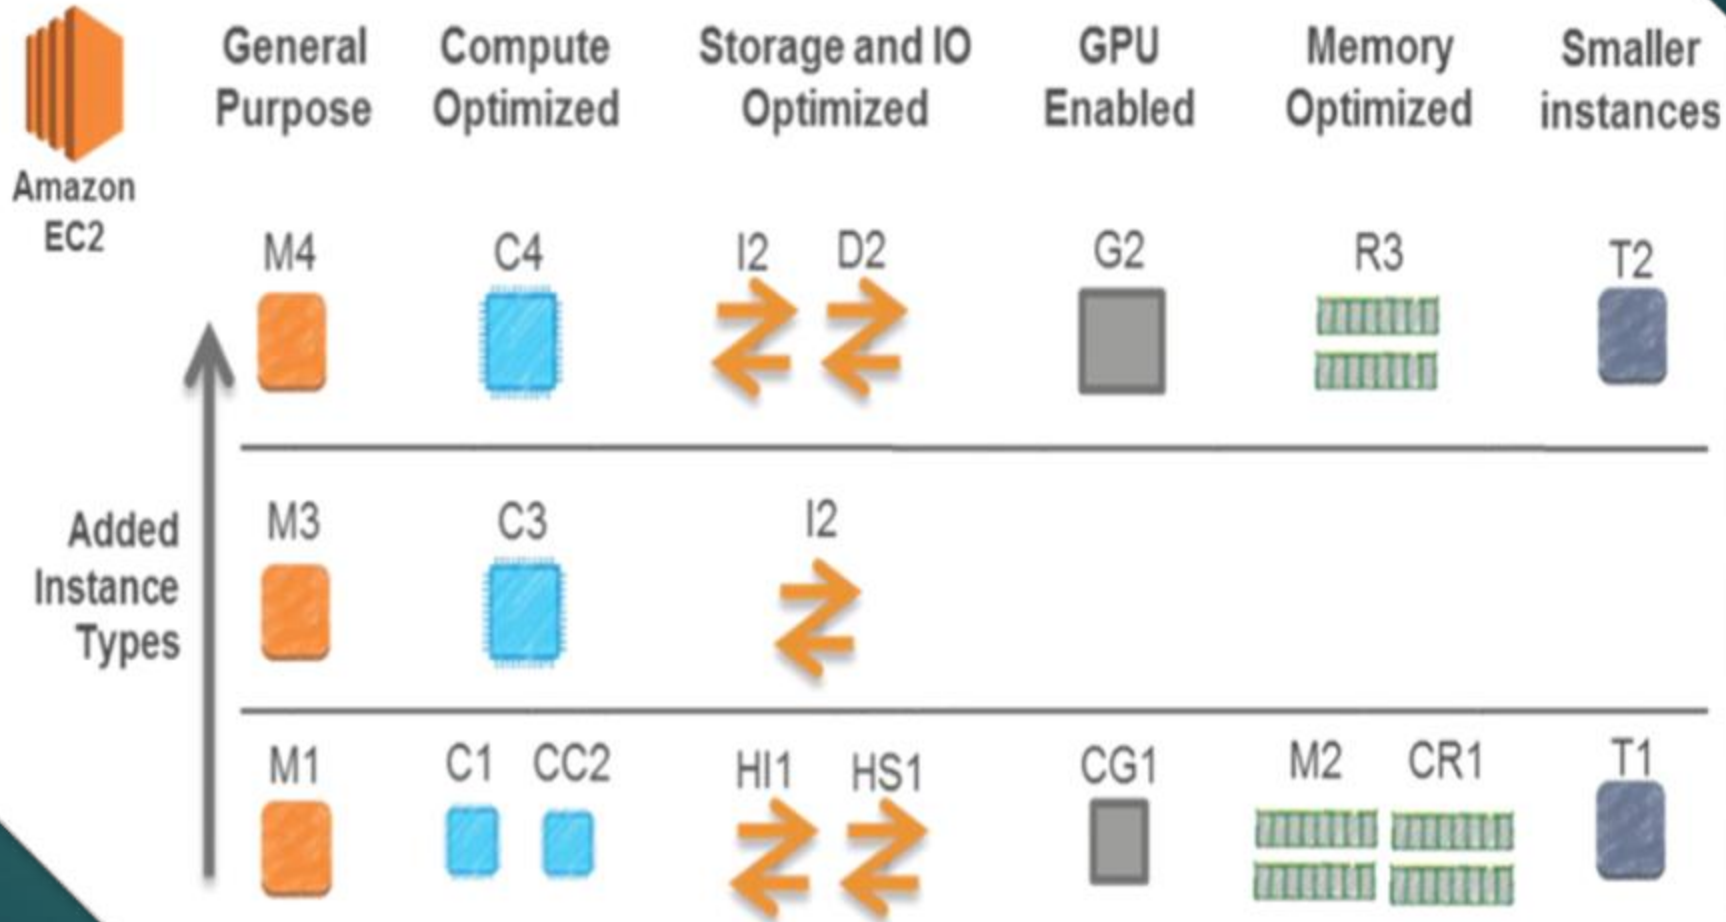 General Purpose
Compute Optimized
Storage and IO Optimized
GPU Enabled
Memory Optimized
Smaller instances
Amazon
EC2
M4
C4
I2
D2
G2
R3
T2
Added
Instance
Types
M3
C3
I2
M1
C1
CC2
HI1
HS1
CG1
M2
CR1
T1